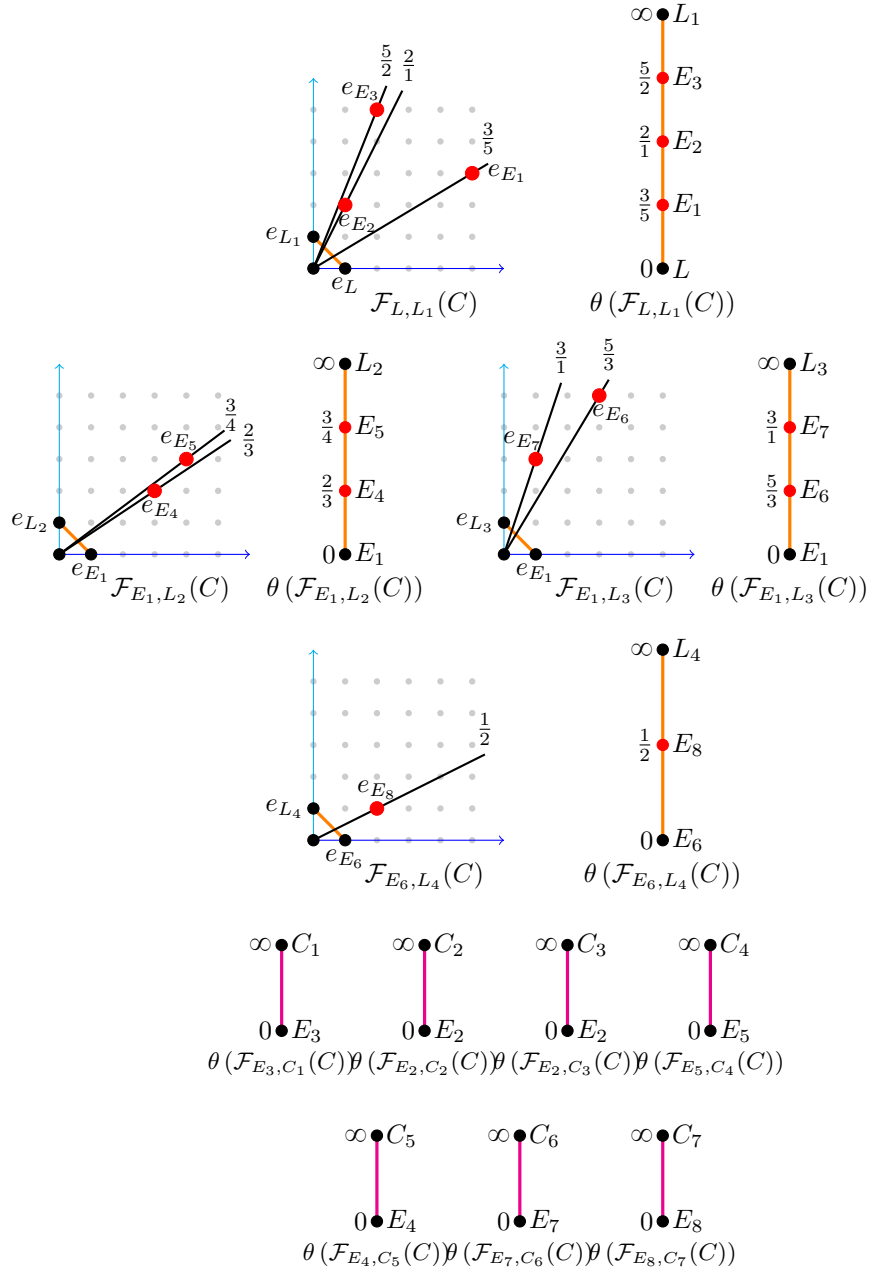 ∞ L₁
5/2 2/1
e_{E₃} 5/2 E₃
3/5 2/1 E₂
e_{E₁}
e_{E₂} 3/5 E₁
e_{L₁}
e_L 0 L
ℱ_{L,L₁}(C) θ(ℱ_{L,L₁}(C))
3/1 5/3
∞ L₂ ∞ L₃
3/4 2/3 e_{E₆}
e_{E₅} 3/4 E₅ e_{E₇} 3/1 E₇
e_{E₄} 2/3 E₄ 5/3 E₆
e_{L₂} e_{L₃}
e_{E₁} 0 E₁ e_{E₁} 0 E₁
ℱ_{E₁,L₂}(C) θ(ℱ_{E₁,L₂}(C)) ℱ_{E₁,L₃}(C) θ(ℱ_{E₁,L₃}(C))
∞ L₄
1/2
e_{E₈} 1/2 E₈
e_{L₄}
e_{E₆} 0 E₆
ℱ_{E₆,L₄}(C) θ(ℱ_{E₆,L₄}(C))
∞ C₁ ∞ C₂ ∞ C₃ ∞ C₄
0 E₃ 0 E₂ 0 E₂ 0 E₅
θ(ℱ_{E₃,C₁}(C)) θ(ℱ_{E₂,C₂}(C)) θ(ℱ_{E₂,C₃}(C)) θ(ℱ_{E₅,C₄}(C))
∞ C₅ ∞ C₆ ∞ C₇
0 E₄ 0 E₇ 0 E₈
θ(ℱ_{E₄,C₅}(C)) θ(ℱ_{E₇,C₆}(C)) θ(ℱ_{E₈,C₇}(C))